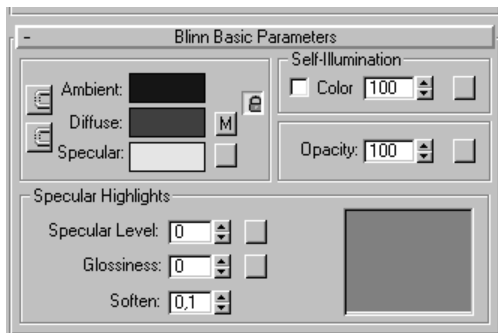 - Blinn Basic Parameters
Self-Illumination
Color 100
Ambient:
Diffuse: M
Specular:
Opacity: 100
Specular Highlights
Specular Level: 0
Glossiness: 0
Soften: 0,1